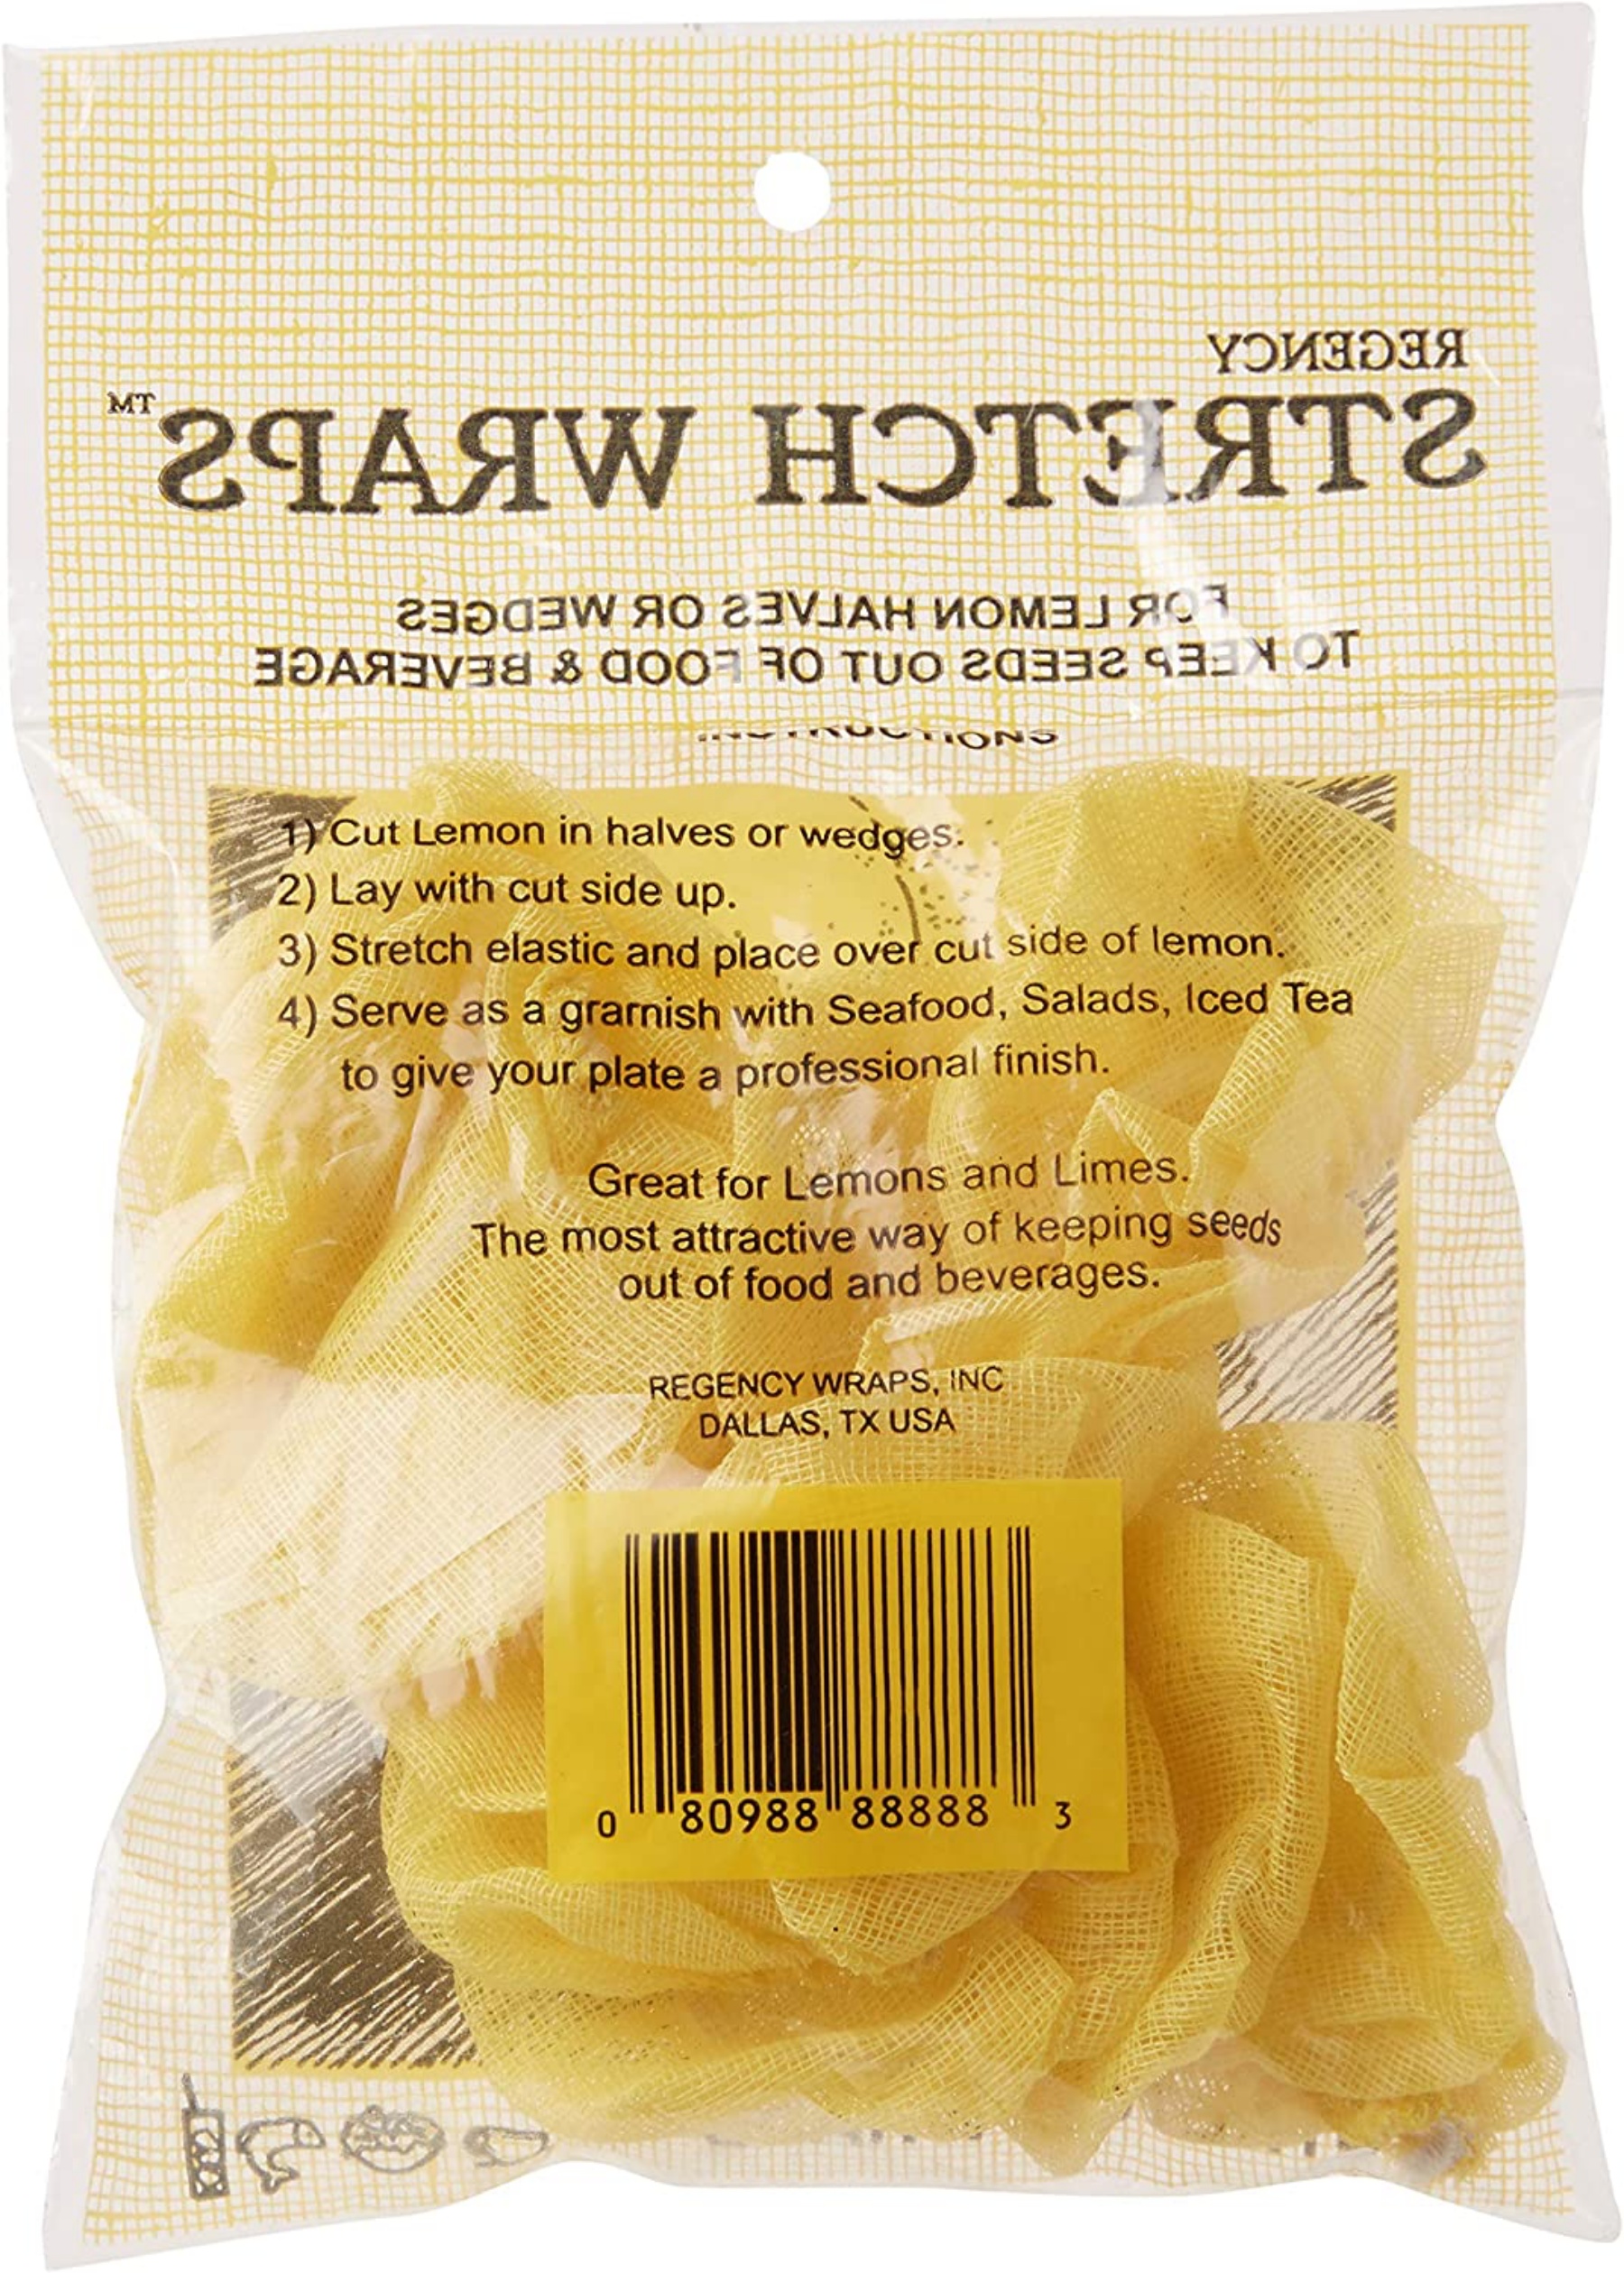 REGENCY
STRETCH WRAPS™
FOR LEMON HALVES OR WEDGES
TO KEEP SEEDS OUT OF FOOD & BEVERAGE
INSTRUCTIONS
1) Cut Lemon in halves or wedges.
2) Lay with cut side up.
3) Stretch elastic and place over cut side of lemon.
4) Serve as a grarnish with Seafood, Salads, Iced Tea
to give your plate a professional finish.
Great for Lemons and Limes.
The most attractive way of keeping seeds
out of food and beverages.
REGENCY WRAPS, INC
DALLAS, TX USA
0 80988 88888 3